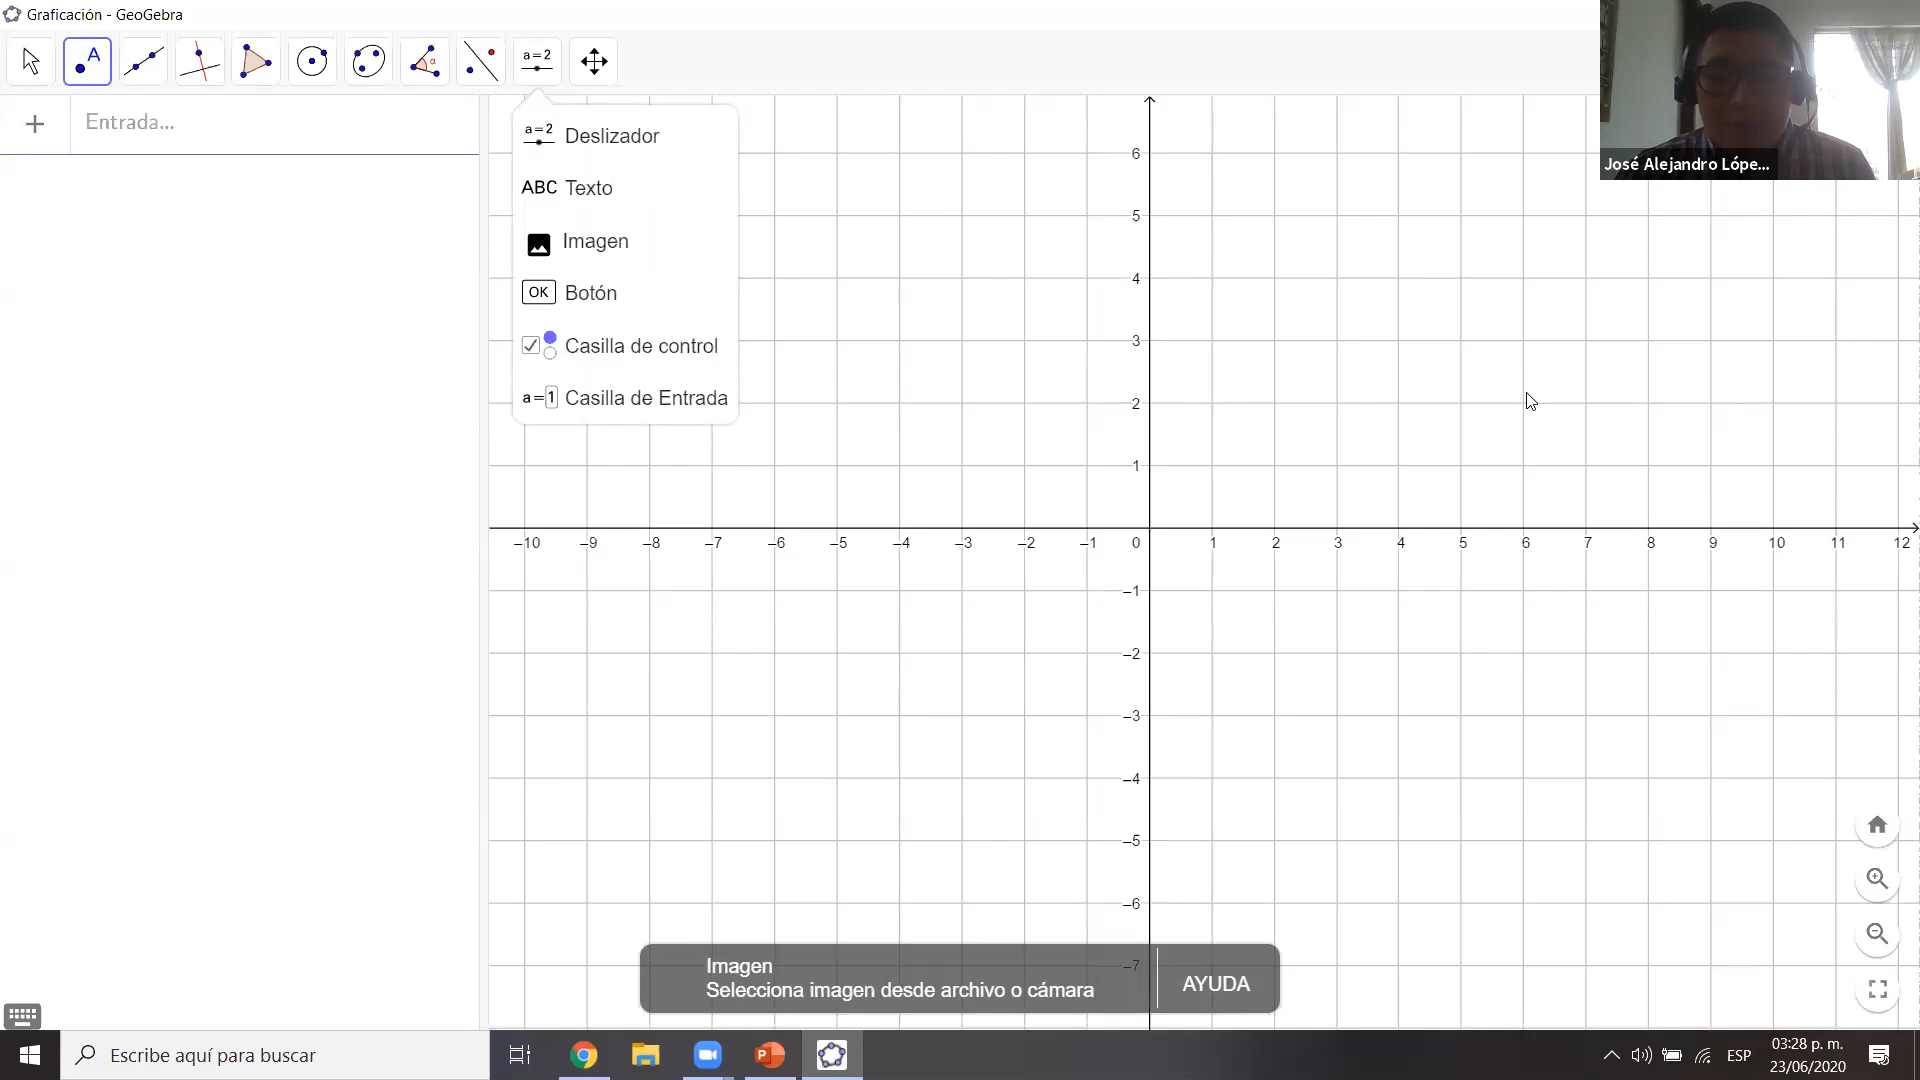 Graficación - GeoGebra
A
α
a=2
Entrada...
a=2 Deslizador
ABC Texto
Imagen
OK Botón
Casilla de control
a=1 Casilla de Entrada
José Alejandro Lópe...
6
5
4
3
2
1
–10 –9 –8 –7 –6 –5 –4 –3 –2 –1 0 1 2 3 4 5 6 7 8 9 10 11 12
–1
–2
–3
–4
–5
–6
–7
Imagen
Selecciona imagen desde archivo o cámara
AYUDA
Escribe aquí para buscar
P
ESP
03:28 p. m.
23/06/2020